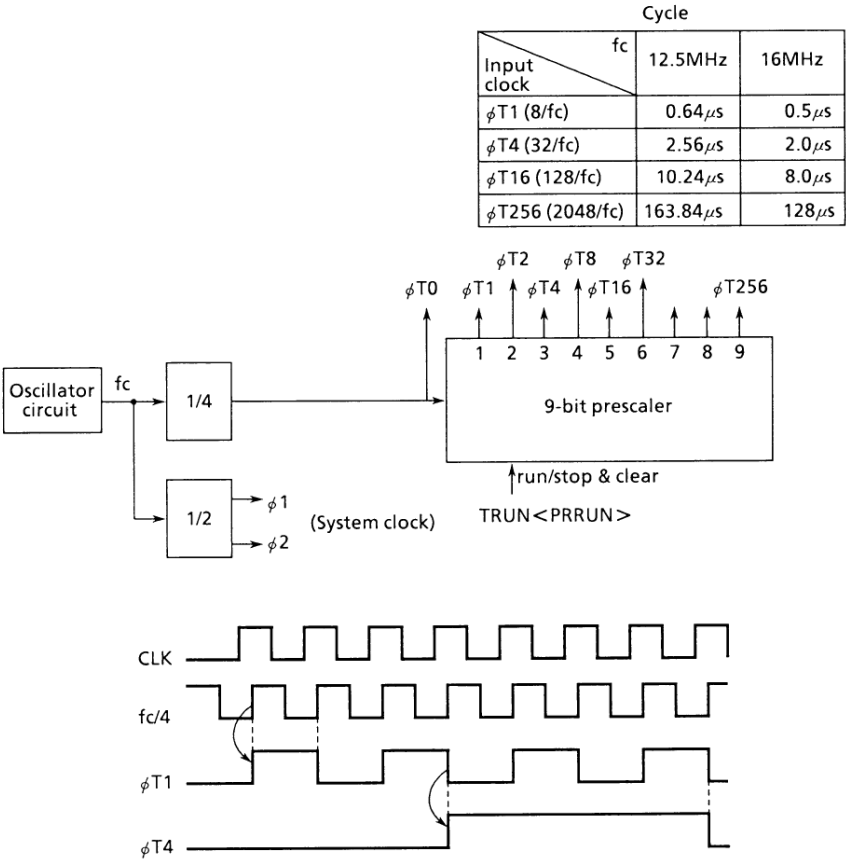 Cycle
fc
Input
clock
12.5MHz
16MHz
φT1 (8/fc) 0.64μs 0.5μs
φT4 (32/fc) 2.56μs 2.0μs
φT16 (128/fc) 10.24μs 8.0μs
φT256 (2048/fc) 163.84μs 128μs
φT2 φT8 φT32
φT0 φT1 φT4 φT16 φT256
1 2 3 4 5 6 7 8 9
Oscillator
circuit
fc
1/4
9-bit prescaler
run/stop & clear
TRUN<PRRUN>
1/2
φ1
φ2
(System clock)
CLK
fc/4
φT1
φT4